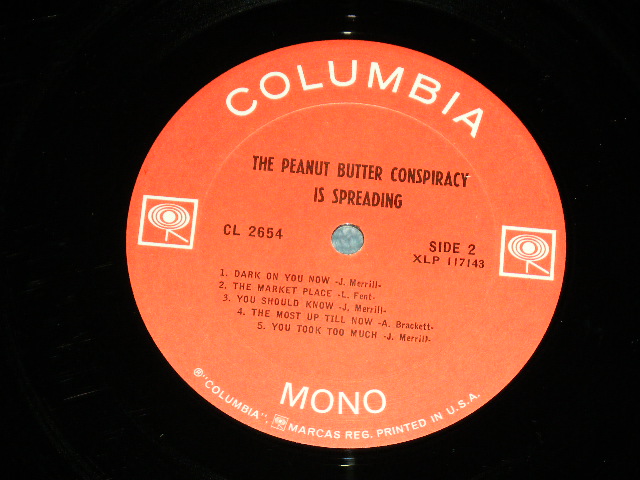 COLUMBIA
THE PEANUT BUTTER CONSPIRACY
IS SPREADING
CL 2654
SIDE 2
XLP 117143
1. DARK ON YOU NOW -J. Merrill-
2. THE MARKET PLACE -L. Fent-
3. YOU SHOULD KNOW -J. Merrill-
4. THE MOST UP TILL NOW -A. Brackett-
5. YOU TOOK TOO MUCH -J. Merrill-
MONO
®"COLUMBIA", MARCAS REG. PRINTED IN U.S.A.